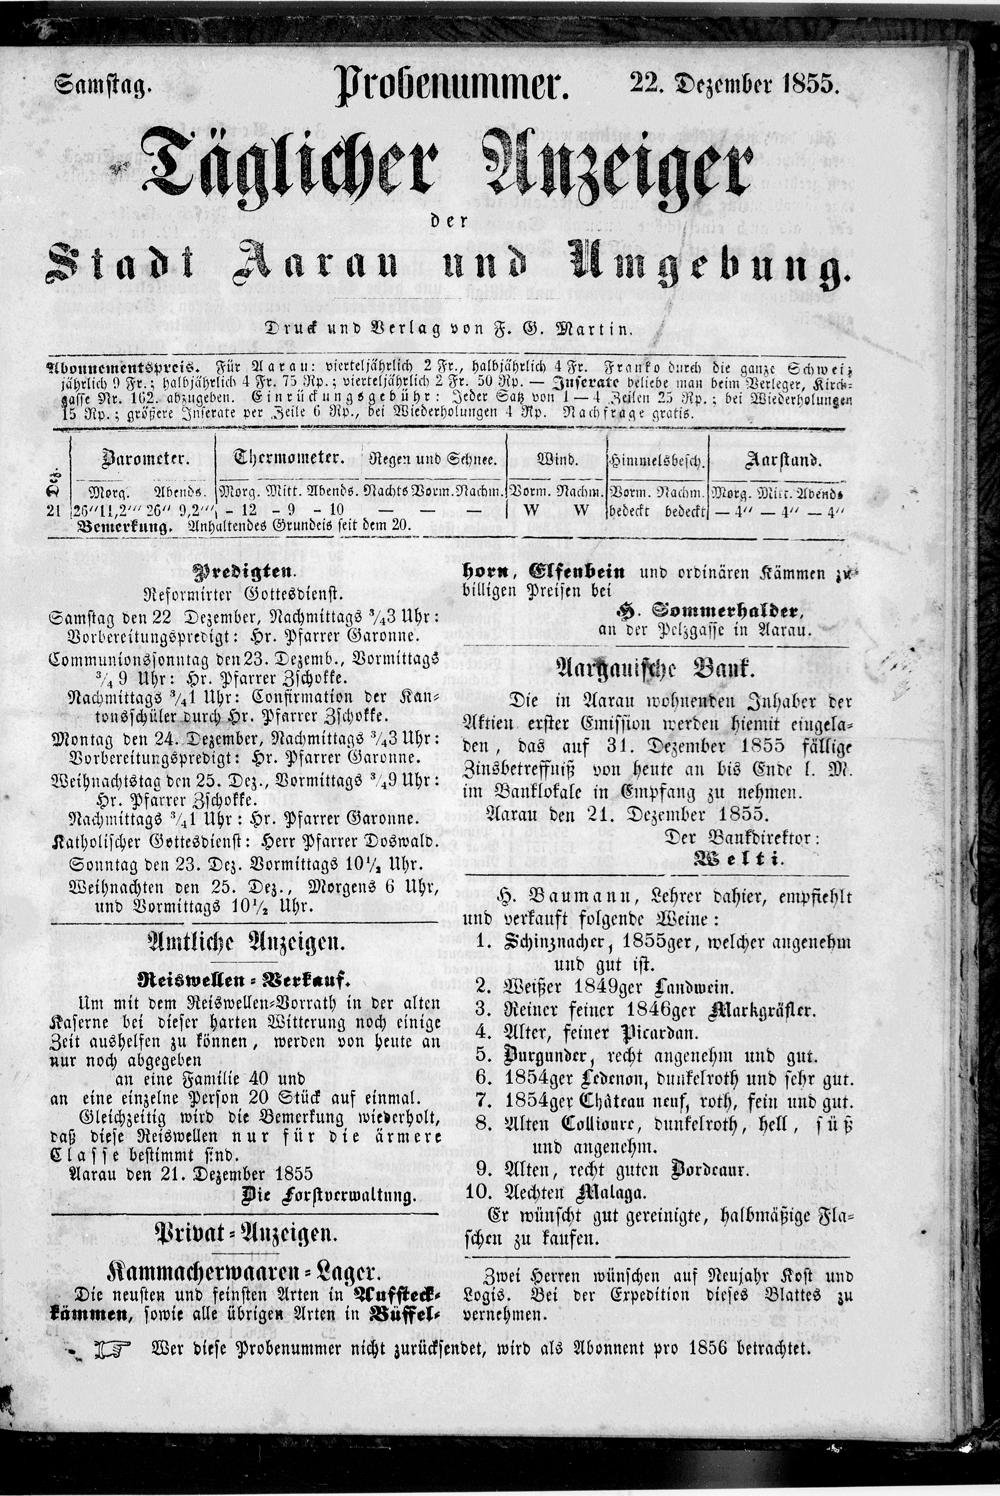 Samstag. Probenummer. 22. Dezember 1855.
Täglicher Anzeiger
der
Stadt Aarau und Umgebung.
Druck und Verlag von F. G. Martin.
Abonnementspreis. Für Aarau: vierteljährlich 2 Fr., halbjährlich 4 Fr. Franko durch die ganze Schweiz
jährlich 9 Fr.; halbjährlich 4 Fr. 75 Rp.; vierteljährlich 2 Fr. 50 Rp. — Inserate beliebe man beim Verleger, Kirch-
gasse Nr. 162. abzugeben. Einrückungsgebühr: Jeder Satz von 1—4 Zeilen 25 Rp.; bei Wiederholungen
15 Rp.; größere Inserate per Zeile 6 Rp., bei Wiederholungen 4 Rp. Nachfrage gratis.
Dez. Barometer. Thermometer. Regen und Schnee. Wind. Himmelsbesch. Aarstand.
Morg. Abends. Morg. Mitt. Abends. Nachts Vorm. Nachm. Vorm. Nachm. Vorm. Nachm. Morg. Mitt. Abends
21 26"11,2"' 26" 9,2"' - 12 - 9 - 10 — — — W W bedeckt bedeckt — 4" — 4" — 4"
Bemerkung. Anhaltendes Grundeis seit dem 20.
Predigten.
Reformirter Gottesdienst.
Samstag den 22 Dezember, Nachmittags ¾3 Uhr:
Vorbereitungspredigt: Hr. Pfarrer Garonne.
Communionssonntag den 23. Dezemb., Vormittags
¾ 9 Uhr: Hr. Pfarrer Zschokke.
Nachmittags ¾1 Uhr: Confirmation der Kan-
tonsschüler durch Hr. Pfarrer Zschokke.
Montag den 24. Dezember, Nachmittags ¾3 Uhr:
Vorbereitungspredigt: Hr. Pfarrer Garonne.
Weihnachtstag den 25. Dez., Vormittags ¾9 Uhr:
Hr. Pfarrer Zschokke.
Nachmittags ¾1 Uhr: Hr. Pfarrer Garonne.
Katholischer Gottesdienst: Herr Pfarrer Doswald.
Sonntag den 23. Dez. Vormittags 10½ Uhr.
Weihnachten den 25. Dez., Morgens 6 Uhr,
und Vormittags 10½ Uhr.
Amtliche Anzeigen.
Reiswellen-Verkauf.
Um mit dem Reiswellen-Vorrath in der alten
Kaserne bei dieser harten Witterung noch einige
Zeit aushelfen zu können, werden von heute an
nur noch abgegeben
an eine Familie 40 und
an eine einzelne Person 20 Stück auf einmal.
Gleichzeitig wird die Bemerkung wiederholt,
daß diese Reiswellen nur für die ärmere
Classe bestimmt sind.
Aarau den 21. Dezember 1855
Die Forstverwaltung.
Privat-Anzeigen.
Kammacherwaaren-Lager.
Die neusten und feinsten Arten in Aufsteck-
kämmen, sowie alle übrigen Arten in Büffel-
horn, Elfenbein und ordinären Kämmen zu
billigen Preisen bei
H. Sommerhalder,
an der Pelzgasse in Aarau.
Aargauische Bank.
Die in Aarau wohnenden Inhaber der
Aktien erster Emission werden hiemit eingela-
den, das auf 31. Dezember 1855 fällige
Zinsbetreffniß von heute an bis Ende l. M.
im Banklokale in Empfang zu nehmen.
Aarau den 21. Dezember 1855.
Der Bankdirektor:
Welti.
H. Baumann, Lehrer dahier, empfiehlt
und verkauft folgende Weine:
1. Schinznacher, 1855ger, welcher angenehm
und gut ist.
2. Weißer 1849ger Landwein.
3. Reiner feiner 1846ger Markgräfler.
4. Alter, feiner Picardan.
5. Burgunder, recht angenehm und gut.
6. 1854ger Ledenon, dunkelroth und sehr gut.
7. 1854ger Château neuf, roth, fein und gut.
8. Alten Collioure, dunkelroth, hell, süß
und angenehm.
9. Alten, recht guten Bordeaux.
10. Aechten Malaga.
Er wünscht gut gereinigte, halbmäßige Fla-
schen zu kaufen.
Zwei Herren wünschen auf Neujahr Kost und
Logis. Bei der Expedition dieses Blattes zu
vernehmen.
☞ Wer diese Probenummer nicht zurücksendet, wird als Abonnent pro 1856 betrachtet.